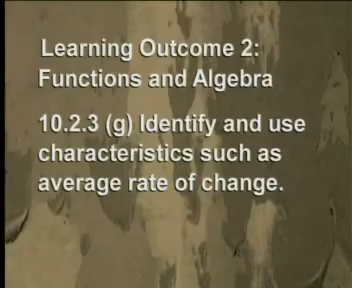 Learning Outcome 2:
Functions and Algebra
10.2.3 (g) Identify and use
characteristics such as
average rate of change.